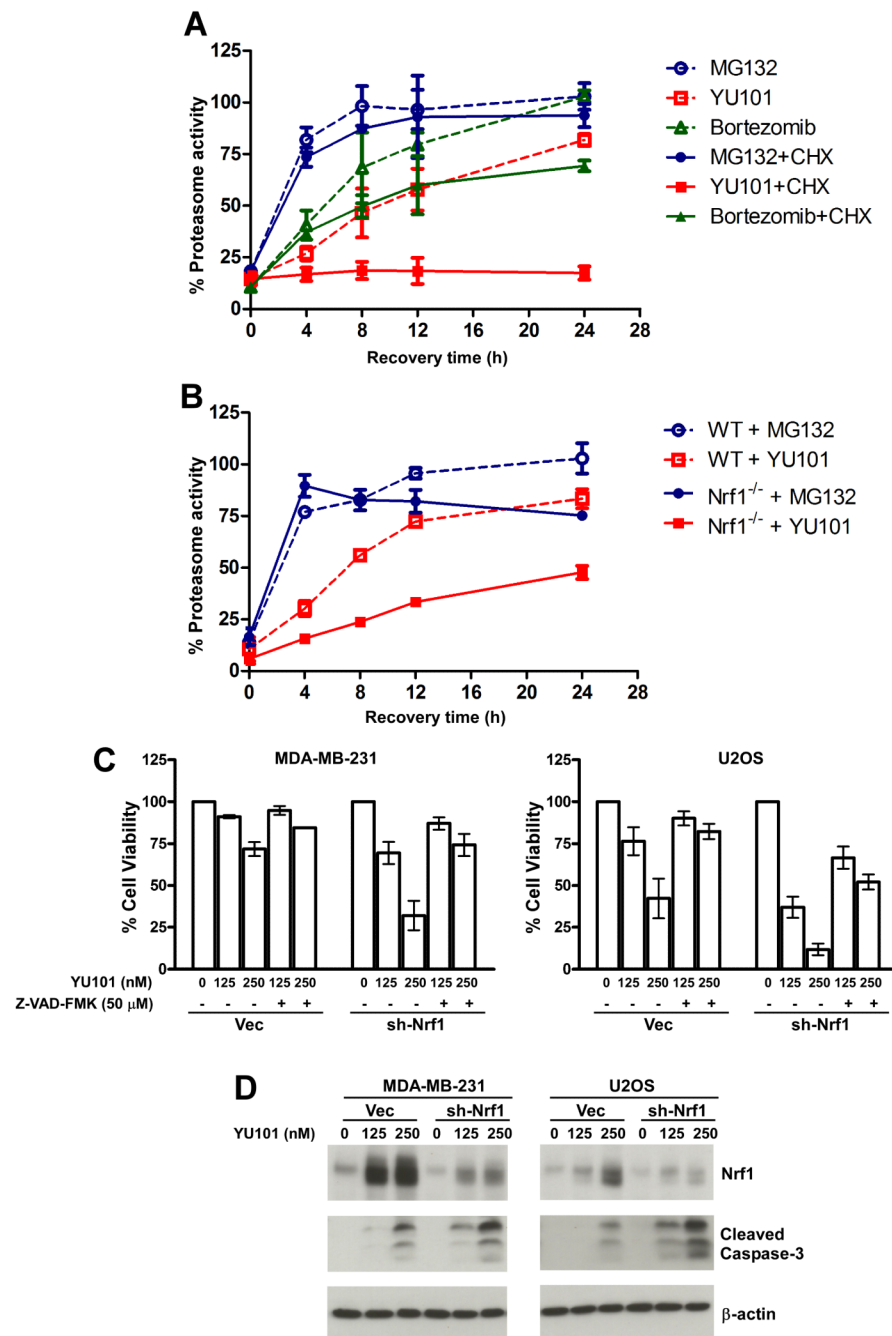 A
125
100
75
50
25
0
% Proteasome activity
0 4 8 12 16 20 24 28
Recovery time (h)
MG132
YU101
Bortezomib
MG132+CHX
YU101+CHX
Bortezomib+CHX
B
125
100
75
50
25
0
% Proteasome activity
0 4 8 12 16 20 24 28
Recovery time (h)
WT + MG132
WT + YU101
Nrf1-/- + MG132
Nrf1-/- + YU101
C
MDA-MB-231
U2OS
125
100
75
50
25
0
% Cell Viability
125
100
75
50
25
0
% Cell Viability
YU101 (nM) 0 125 250 125 250 0 125 250 125 250 0 125 250 125 250 0 125 250 125 250
Z-VAD-FMK (50 μM) - - - + + - - - + + - - - + + - - - + +
Vec sh-Nrf1 Vec sh-Nrf1
D
MDA-MB-231 U2OS
Vec sh-Nrf1 Vec sh-Nrf1
YU101 (nM) 0 125 250 0 125 250 0 125 250 0 125 250
Nrf1
Cleaved
Caspase-3
β-actin